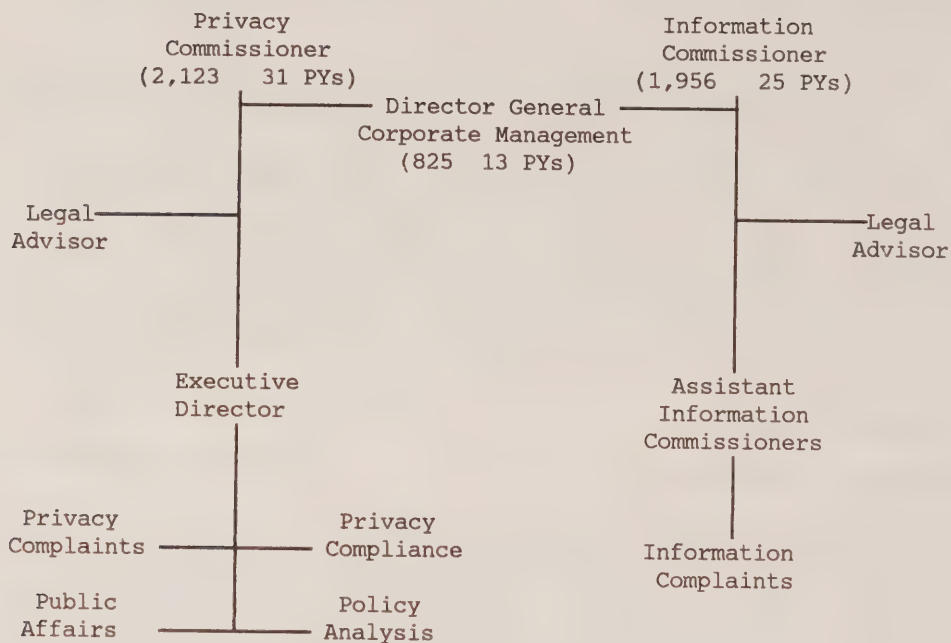 Privacy
Commissioner
(2,123 31 PYs)
Information
Commissioner
(1,956 25 PYs)
Director General
Corporate Management
(825 13 PYs)
Legal
Advisor
Legal
Advisor
Executive
Director
Assistant
Information
Commissioners
Privacy
Complaints
Privacy
Compliance
Information
Complaints
Public
Affairs
Policy
Analysis